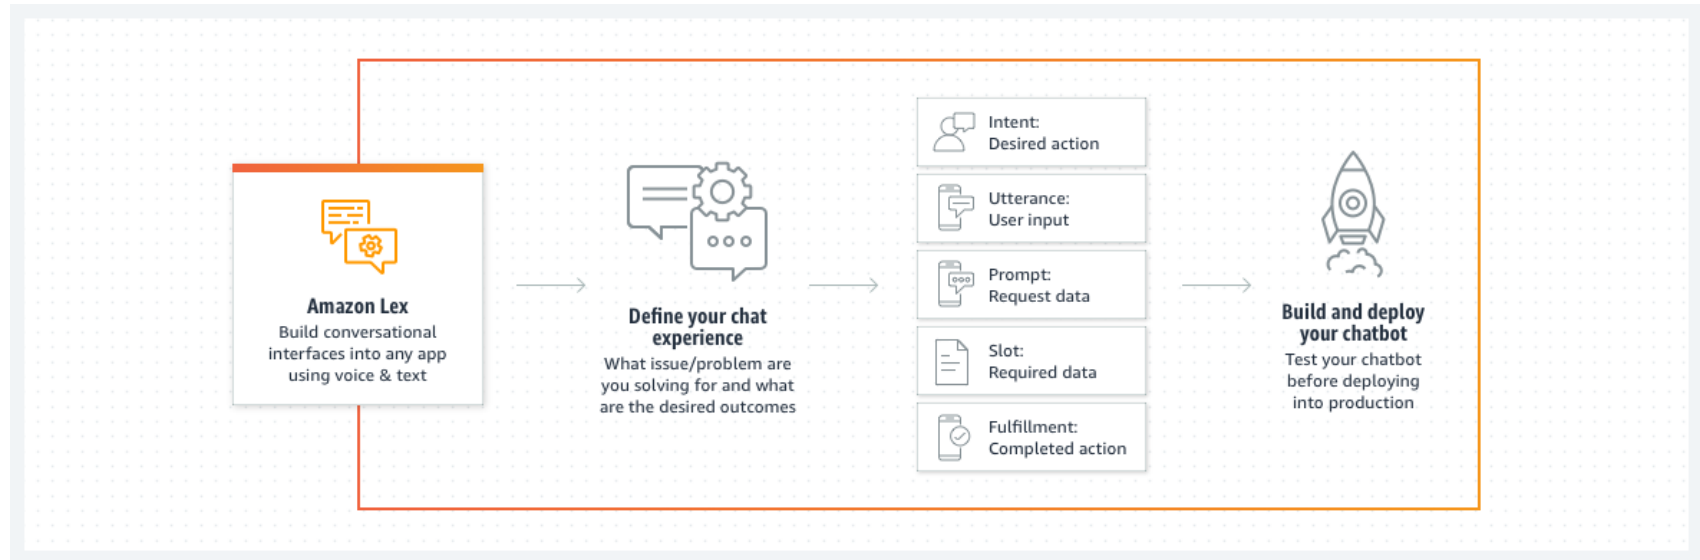 Amazon Lex
Build conversational
interfaces into any app
using voice & text
Define your chat
experience
What issue/problem are
you solving for and what
are the desired outcomes
Intent:
Desired action
Utterance:
User input
Prompt:
Request data
Slot:
Required data
Fulfillment:
Completed action
Build and deploy
your chatbot
Test your chatbot
before deploying
into production